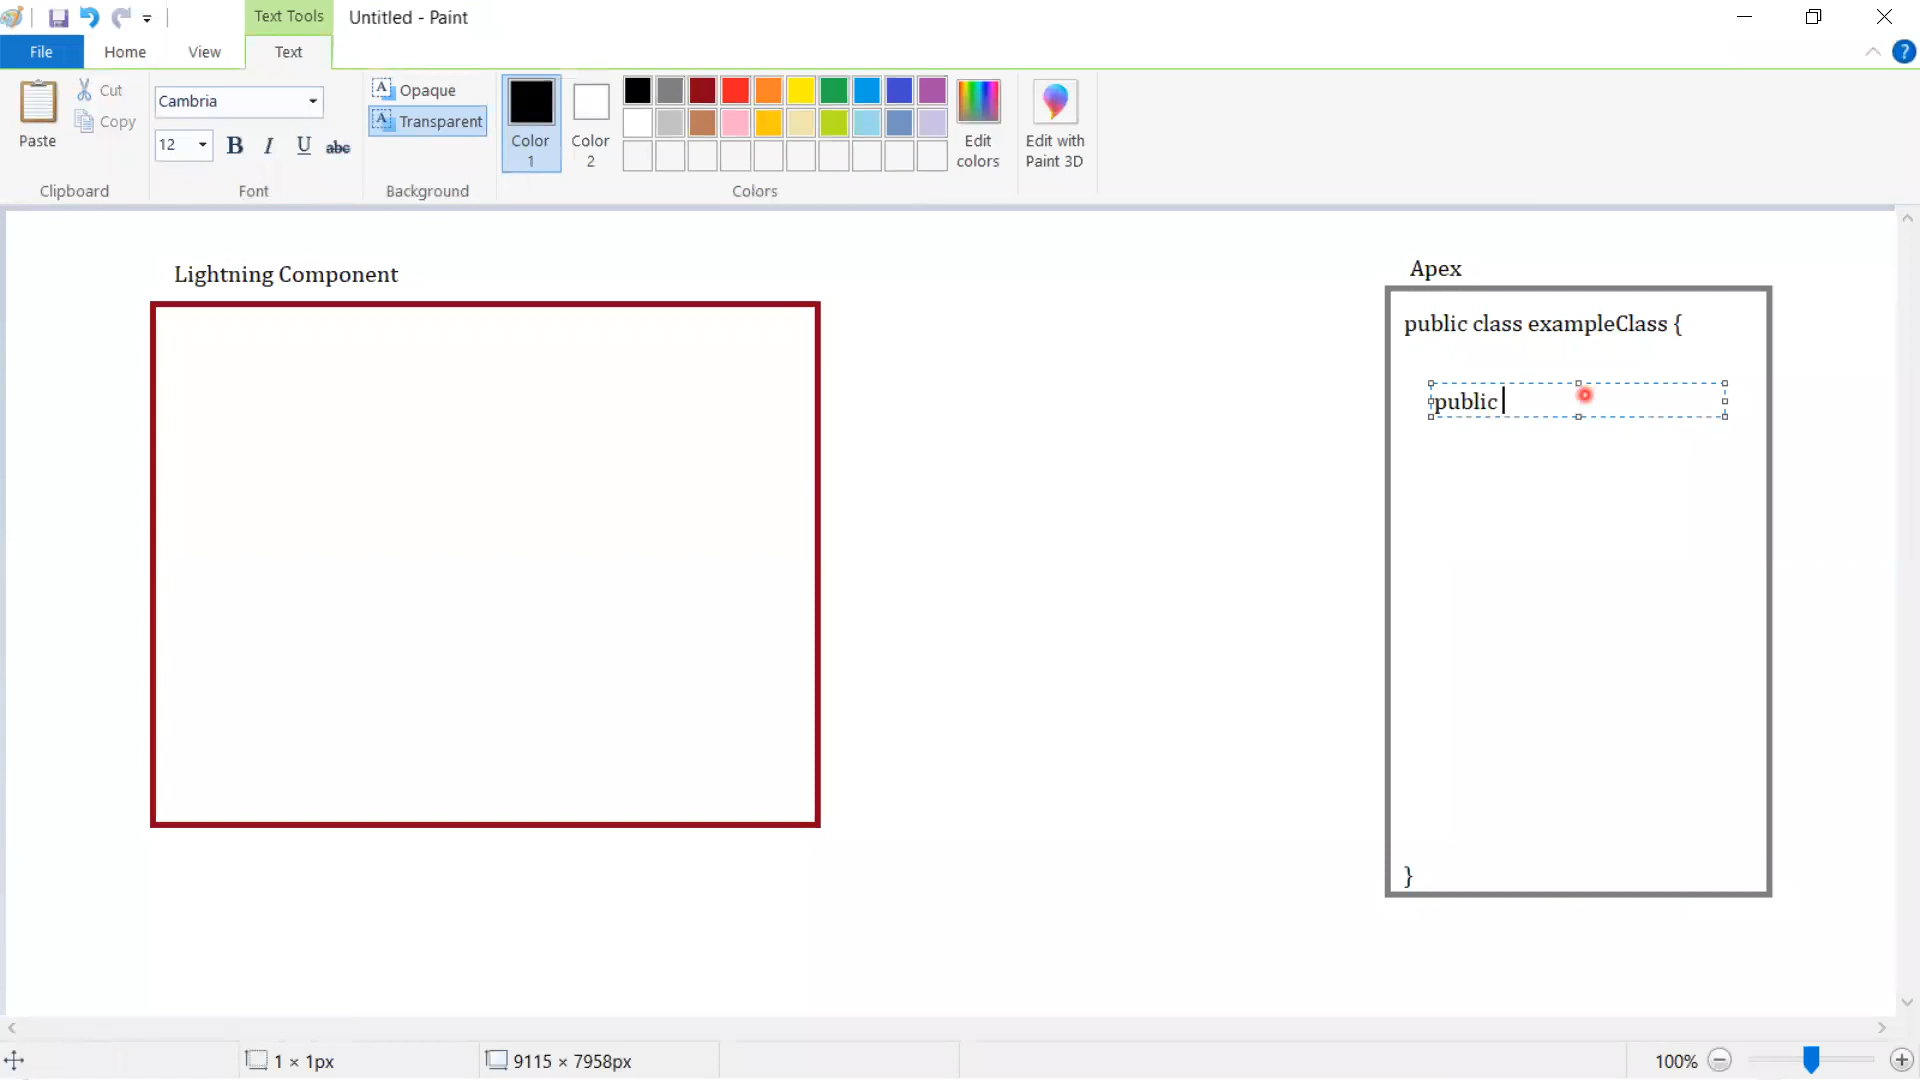 Text Tools
Untitled - Paint
File
Home
View
Text
Paste
Cut
Copy
Clipboard
Cambria
12
B
I
U
abc
Font
A Opaque
A Transparent
Background
Color
1
Color
2
Edit
colors
Colors
Edit with
Paint 3D
?
Lightning Component
Apex
public class exampleClass {
public
}
1 × 1px
9115 × 7958px
100%